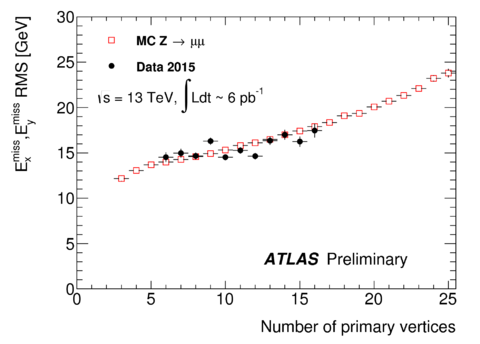 30
MC Z → μμ
25
Data 2015
√s = 13 TeV, ∫Ldt ~ 6 pb⁻¹
20
15
10
5
ATLAS Preliminary
0
0 5 10 15 20 25
Number of primary vertices
E_x^miss, E_y^miss RMS [GeV]